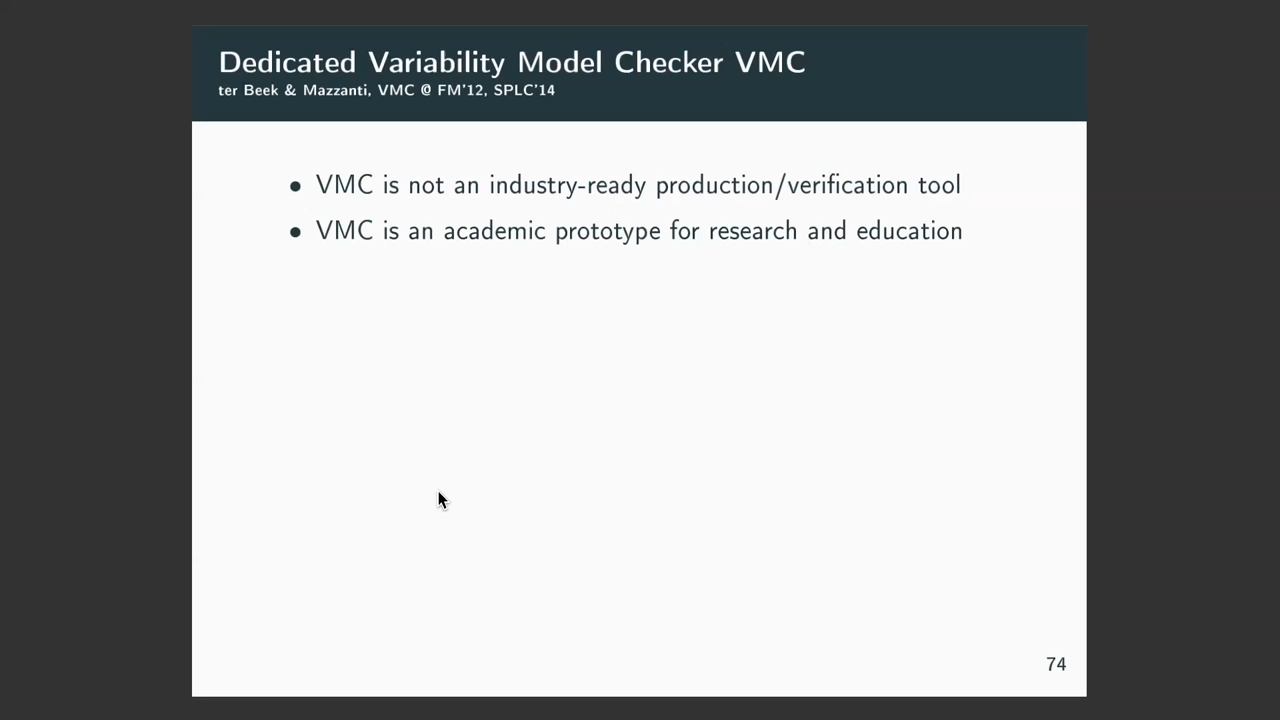 Dedicated Variability Model Checker VMC
ter Beek & Mazzanti, VMC @ FM'12, SPLC'14
• VMC is not an industry-ready production/verification tool
• VMC is an academic prototype for research and education
74